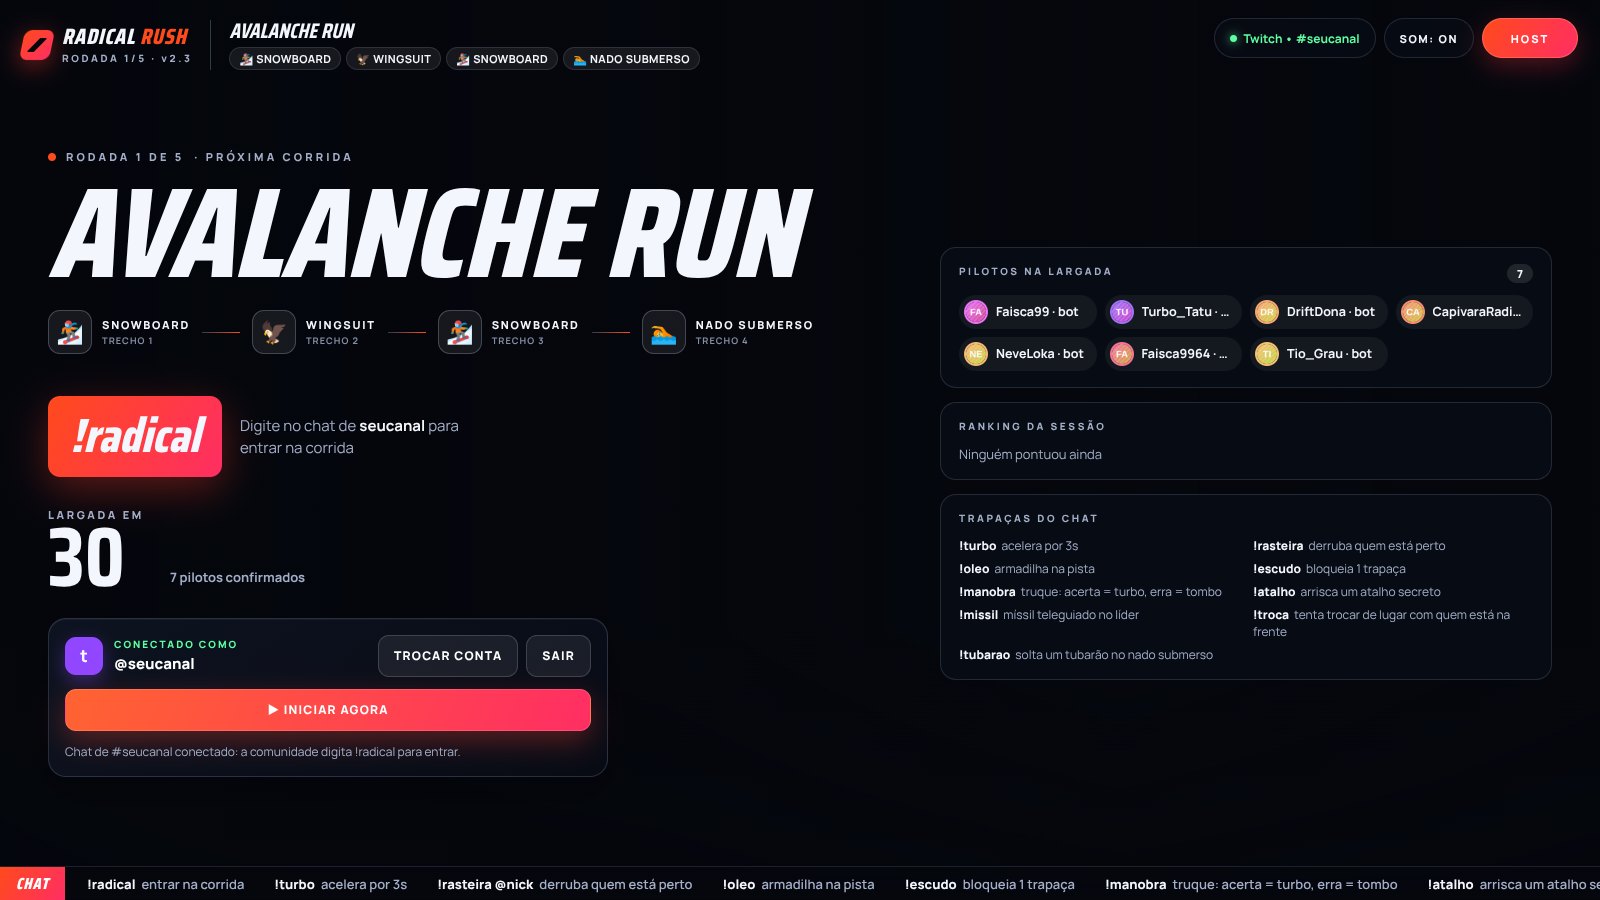 RADICAL RUSH
RODADA 1/5 · v2.3
AVALANCHE RUN
SNOWBOARD
WINGSUIT
SNOWBOARD
NADO SUBMERSO
Twitch • #seucanal
SOM: ON
HOST
RODADA 1 DE 5 · PRÓXIMA CORRIDA
AVALANCHE RUN
SNOWBOARD
TRECHO 1
WINGSUIT
TRECHO 2
SNOWBOARD
TRECHO 3
NADO SUBMERSO
TRECHO 4
!radical
Digite no chat de seucanal para
entrar na corrida
LARGADA EM
30
7 pilotos confirmados
t
CONECTADO COMO
@seucanal
TROCAR CONTA
SAIR
▶ INICIAR AGORA
Chat de #seucanal conectado: a comunidade digita !radical para entrar.
PILOTOS NA LARGADA
7
FA Faisca99 · bot
TU Turbo_Tatu · ...
DR DriftDona · bot
CA CapivaraRadi...
NE NeveLoka · bot
FA Faisca9964 · ...
TI Tio_Grau · bot
RANKING DA SESSÃO
Ninguém pontuou ainda
TRAPAÇAS DO CHAT
!turbo acelera por 3s
!rasteira derruba quem está perto
!oleo armadilha na pista
!escudo bloqueia 1 trapaça
!manobra truque: acerta = turbo, erra = tombo
!atalho arrisca um atalho secreto
!missil míssil teleguiado no líder
!troca tenta trocar de lugar com quem está na
frente
!tubarao solta um tubarão no nado submerso
CHAT
!radical entrar na corrida
!turbo acelera por 3s
!rasteira @nick derruba quem está perto
!oleo armadilha na pista
!escudo bloqueia 1 trapaça
!manobra truque: acerta = turbo, erra = tombo
!atalho arrisca um atalho se